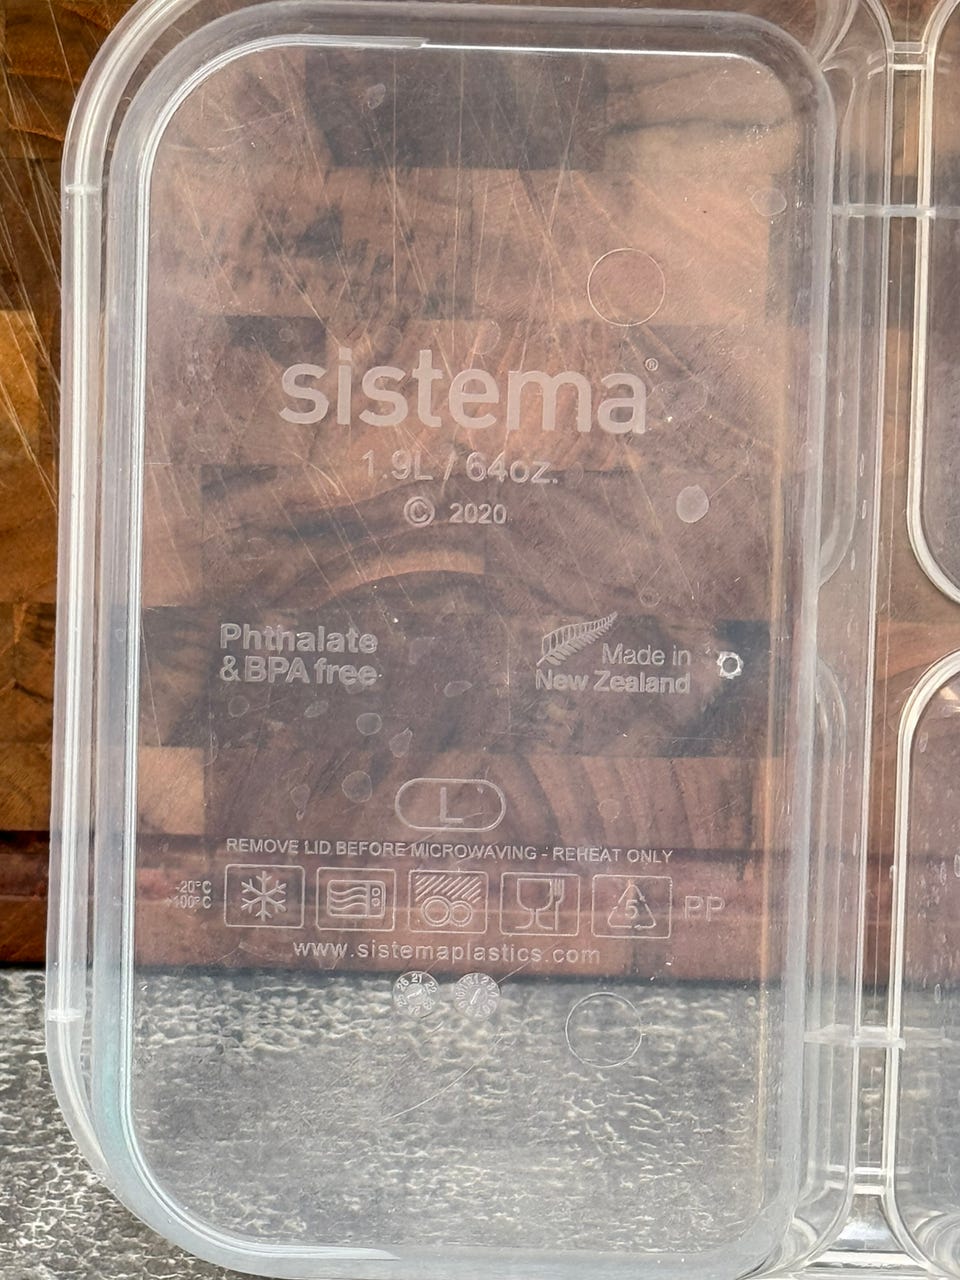 sistema®
1.9L / 64oz.
© 2020
Phthalate
& BPA free
Made in
New Zealand
L
REMOVE LID BEFORE MICROWAVING - REHEAT ONLY
-20°C
+100°C
5
PP
www.sistemaplastics.com